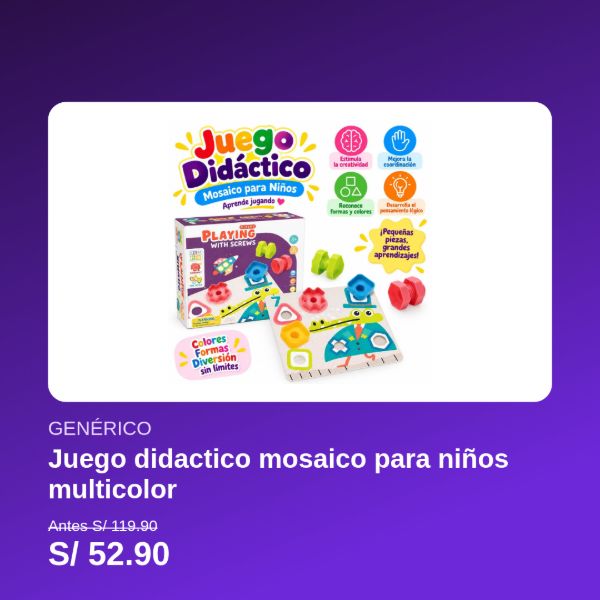 Juego
Didáctico
Mosaico para Niños
Aprende jugando
Estimula
la creatividad
Mejora la
coordinación
Reconoce
formas y colores
Desarrolla el
pensamiento lógico
¡Pequeñas
piezas,
grandes
aprendizajes!
PLAYING
WITH SCREWS
Colores
Formas
Diversión
sin límites
GENÉRICO
Juego didactico mosaico para niños
multicolor
Antes S/ 119.90
S/ 52.90